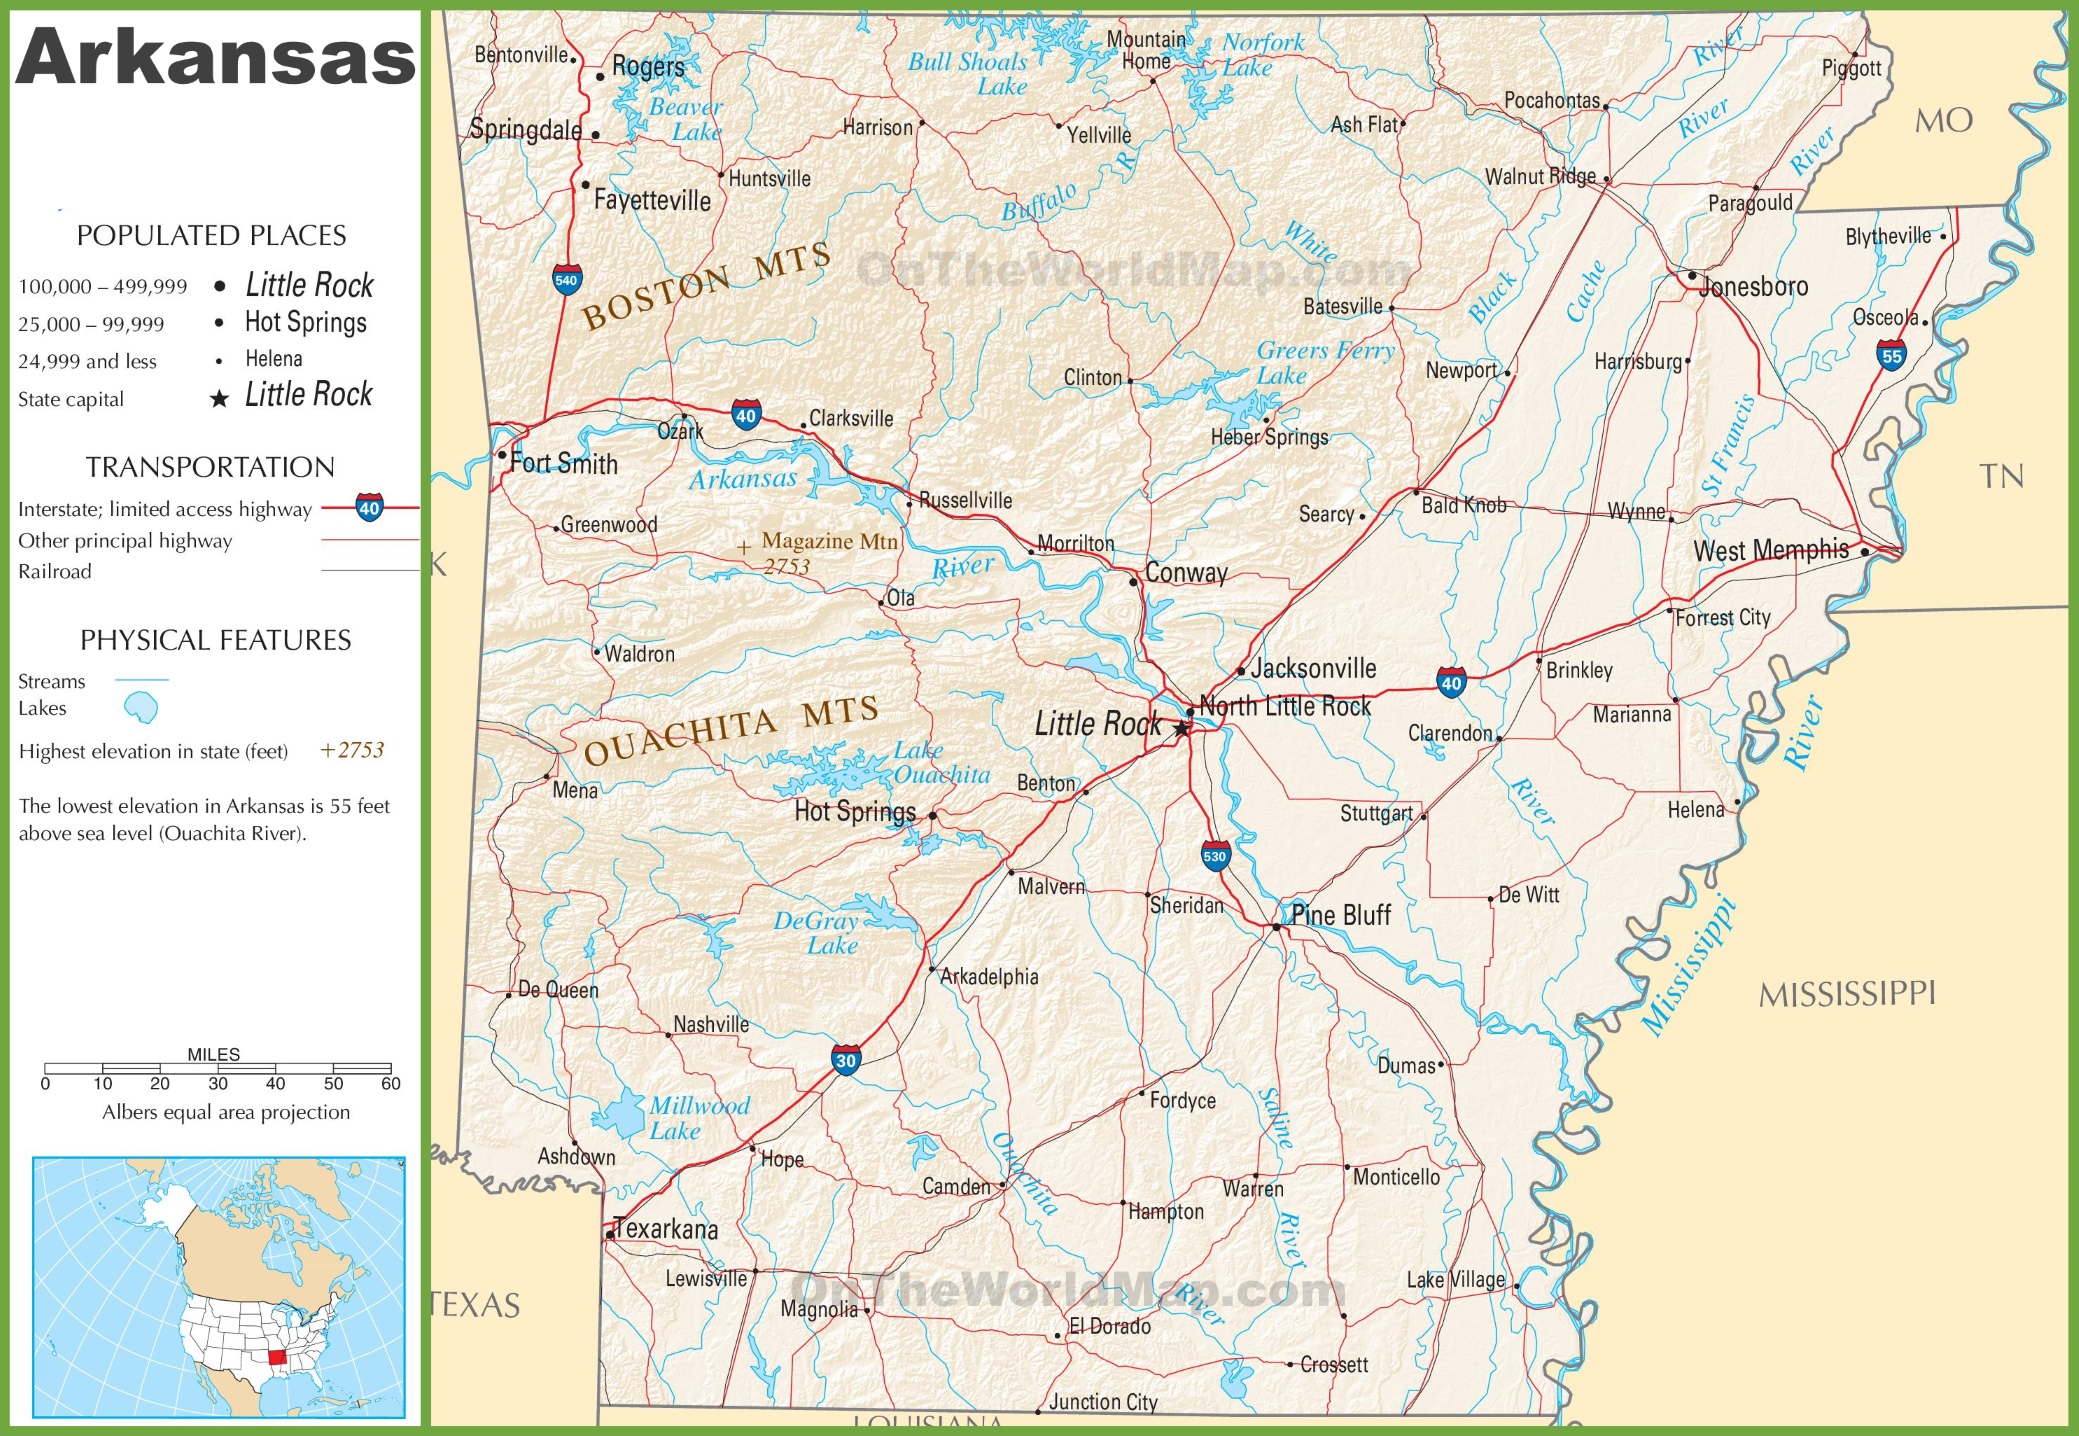 Arkansas
POPULATED PLACES
100,000 – 499,999 Little Rock
25,000 – 99,999 Hot Springs
24,999 and less Helena
State capital Little Rock
TRANSPORTATION
Interstate; limited access highway 40
Other principal highway
Railroad
PHYSICAL FEATURES
Streams
Lakes
Highest elevation in state (feet) +2753
The lowest elevation in Arkansas is 55 feet
above sea level (Ouachita River).
MILES
0 10 20 30 40 50 60
Albers equal area projection
Bentonville
Rogers
Beaver
Lake
Springdale
Fayetteville
Huntsville
Harrison
Bull Shoals
Lake
Mountain
Home
Norfork
Lake
Yellville
Buffalo R
Ash Flat
Pocahontas
River
River
River
Piggott
MO
Walnut Ridge
Paragould
Blytheville
540
BOSTON MTS
OnTheWorldMap.com
White
Batesville
Black
Cache
Jonesboro
Osceola
55
Greers Ferry
Lake
Clinton
Newport
Harrisburg
40
Ozark
Clarksville
Heber Springs
St Francis
Fort Smith
Arkansas
Russellville
Searcy
Bald Knob
Wynne
TN
Greenwood
Magazine Mtn
2753
Morrilton
River
Conway
West Memphis
K
Ola
Forrest City
Waldron
Jacksonville
40
Brinkley
OUACHITA MTS
Little Rock
North Little Rock
Marianna
Clarendon
River
Lake
Ouachita
Mena
Benton
Hot Springs
Stuttgart
River
Helena
530
Malvern
Sheridan
De Witt
DeGray
Lake
Pine Bluff
Mississippi
Arkadelphia
De Queen
MISSISSIPPI
Nashville
30
Dumas
Millwood
Lake
Fordyce
Saline
Ashdown
Hope
Ouachita
Camden
Hampton
Warren
Monticello
River
Texarkana
Lewisville
OnTheWorldMap.com
Lake Village
TEXAS
Magnolia
River
El Dorado
Crossett
Junction City
LOUISIANA